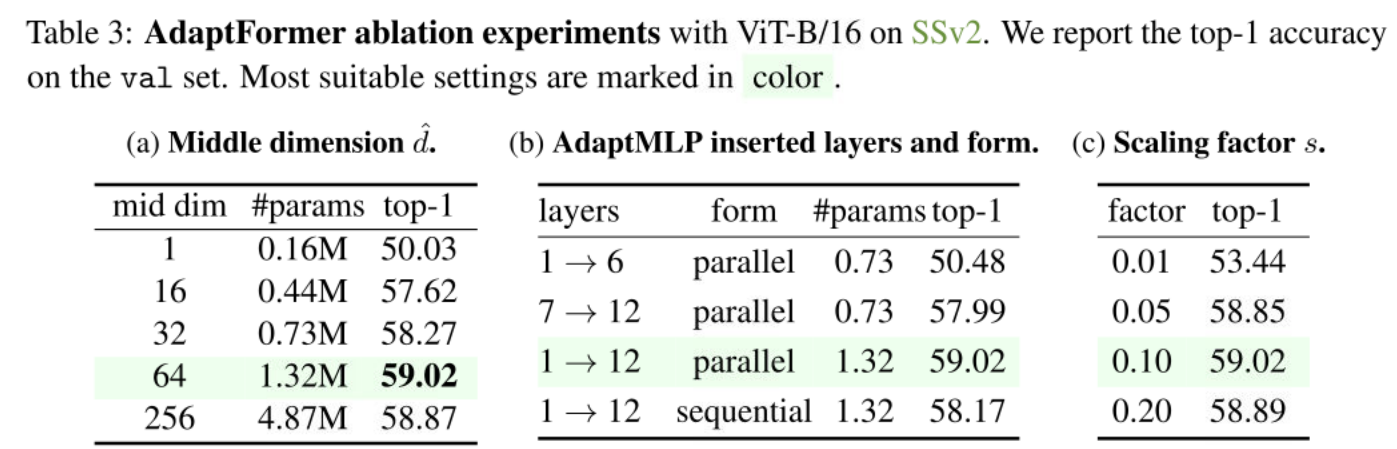 Table 3: AdaptFormer ablation experiments with ViT-B/16 on SSv2. We report the top-1 accuracy
on the val set. Most suitable settings are marked in color .
(a) Middle dimension d̂.
mid dim #params top-1
1 0.16M 50.03
16 0.44M 57.62
32 0.73M 58.27
64 1.32M 59.02
256 4.87M 58.87
(b) AdaptMLP inserted layers and form.
layers form #params top-1
1 → 6 parallel 0.73 50.48
7 → 12 parallel 0.73 57.99
1 → 12 parallel 1.32 59.02
1 → 12 sequential 1.32 58.17
(c) Scaling factor s.
factor top-1
0.01 53.44
0.05 58.85
0.10 59.02
0.20 58.89